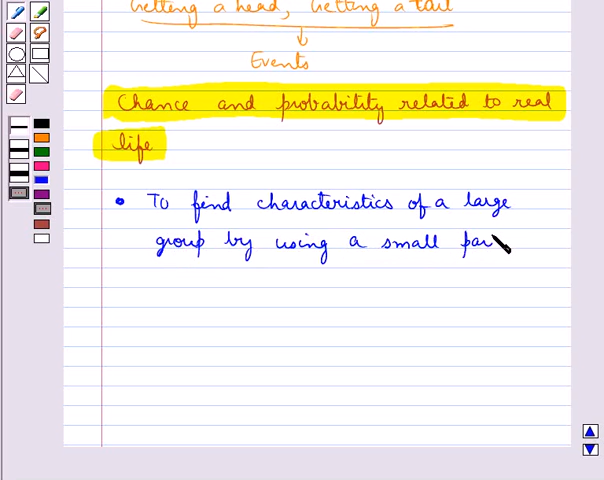 Getting a head, Getting a tail
Events
Chance and probability related to real
life
• To find characteristics of a large
group by using a small par